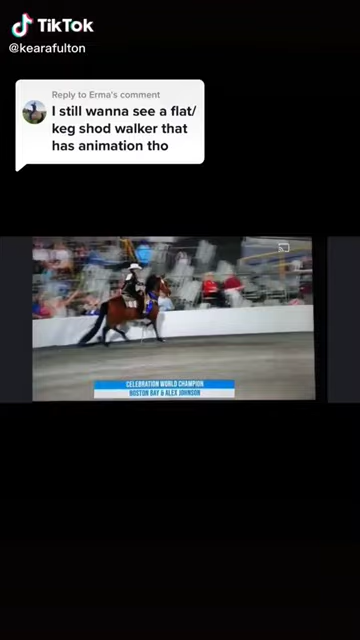 TikTok
@kearafulton
Reply to Erma's comment
I still wanna see a flat/
keg shod walker that
has animation tho
CELEBRATION WORLD CHAMPION
BOSTON BAY & ALEX JOHNSON